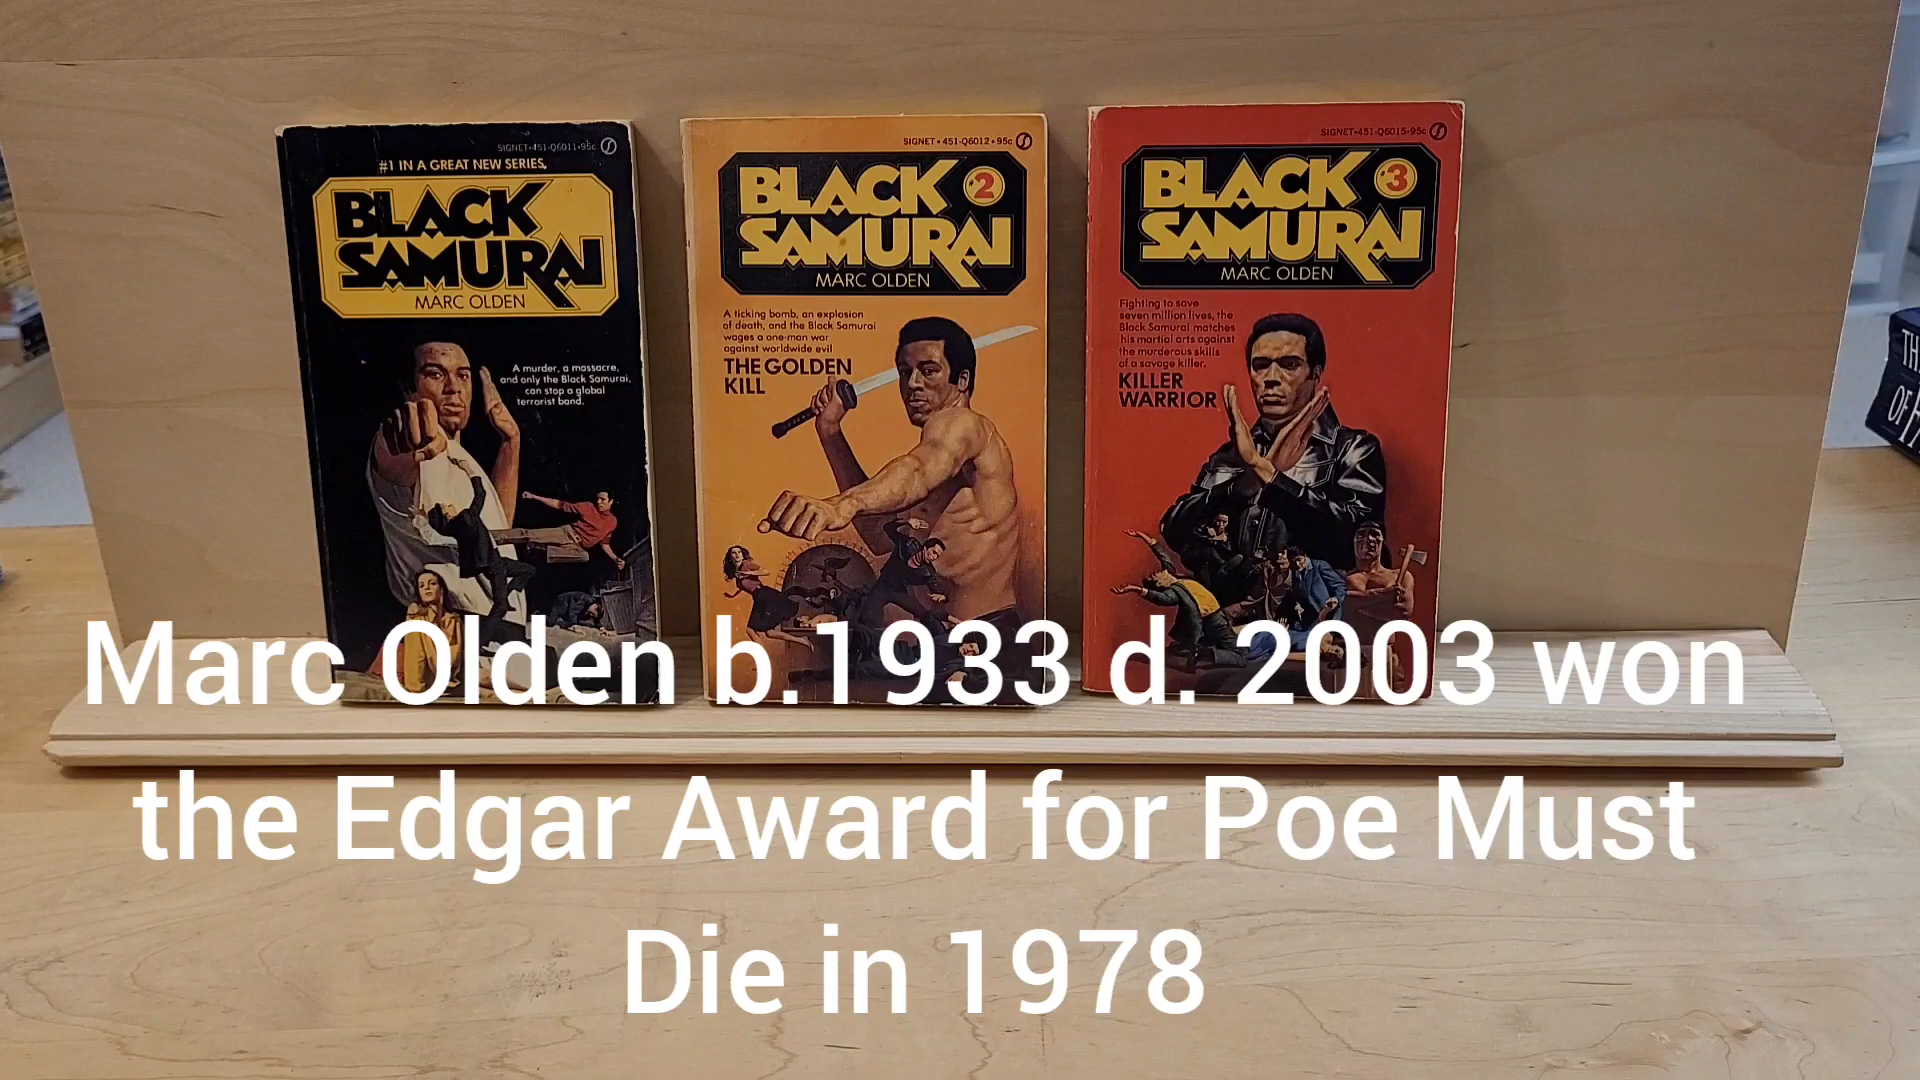 SIGNET•451-Q6011•95c
#1 IN A GREAT NEW SERIES.
BLACK
SAMURAI
MARC OLDEN
A murder, a massacre,
and only the Black Samurai,
can stop a global
terrorist band.
SIGNET • 451-Q6012 • 95c
BLACK #2
SAMURAI
MARC OLDEN
A ticking bomb, an explosion
of death, and the Black Samurai
wages a one-man war
against worldwide evil
THE GOLDEN
KILL
SIGNET•451-Q6015•95c
BLACK #3
SAMURAI
MARC OLDEN
Fighting to save
seven million lives, the
Black Samurai matches
his martial arts against
the murderous skills
of a savage killer.
KILLER
WARRIOR
Marc Olden b.1933 d. 2003 won
the Edgar Award for Poe Must
Die in 1978